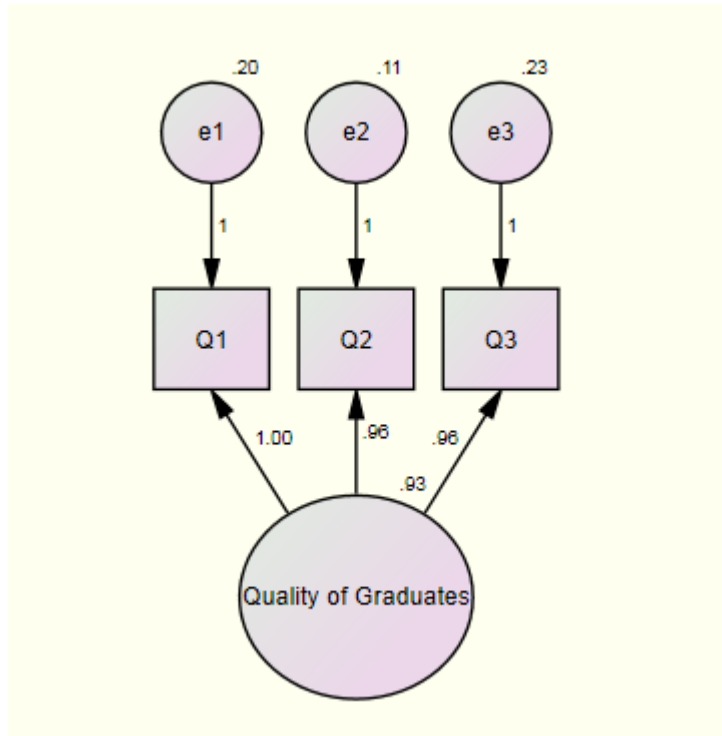 .20 .11 .23
e1 e2 e3
1 1 1
Q1 Q2 Q3
1.00 .96 .96
.93
Quality of Graduates